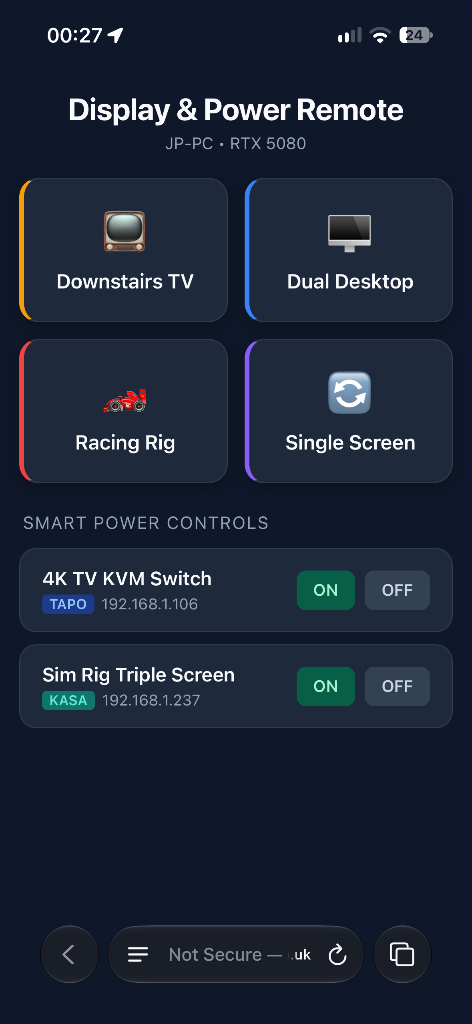 00:27
24
Display & Power Remote
JP-PC • RTX 5080
Downstairs TV
Dual Desktop
Racing Rig
Single Screen
SMART POWER CONTROLS
4K TV KVM Switch
ON
OFF
TAPO 192.168.1.106
Sim Rig Triple Screen
ON
OFF
KASA 192.168.1.237
Not Secure — .uk